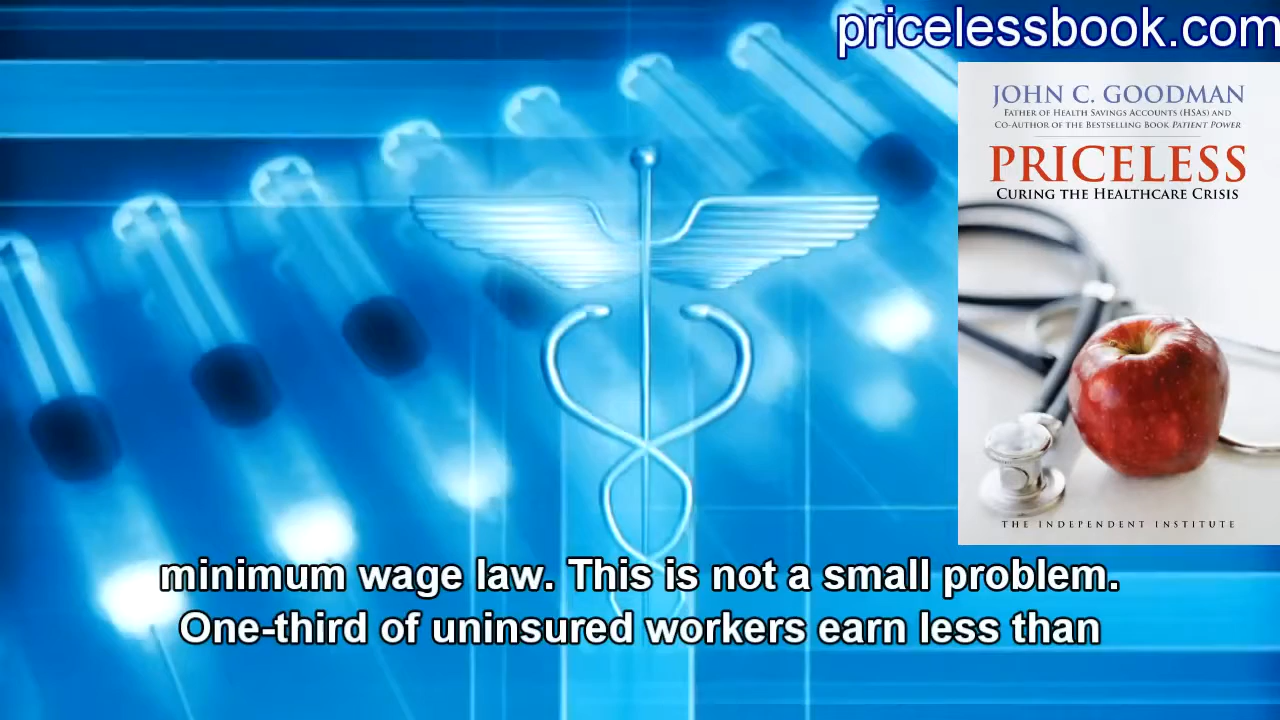 pricelessbook.com
JOHN C. GOODMAN
FATHER OF HEALTH SAVINGS ACCOUNTS (HSAS) AND
CO-AUTHOR OF THE BESTSELLING BOOK PATIENT POWER
PRICELESS
CURING THE HEALTHCARE CRISIS
THE INDEPENDENT INSTITUTE
minimum wage law. This is not a small problem.
One-third of uninsured workers earn less than